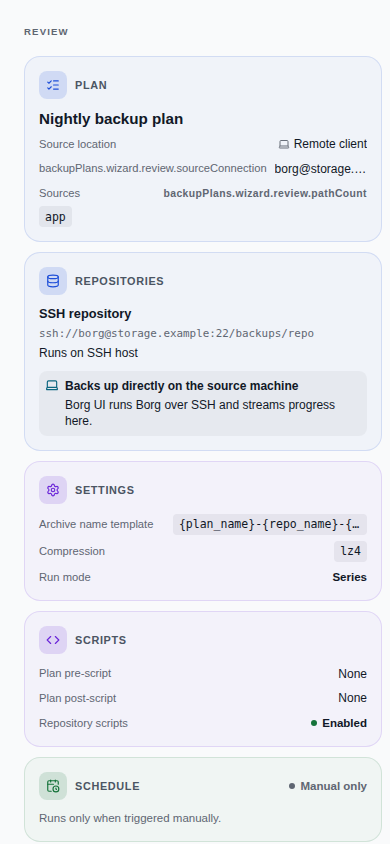 REVIEW
PLAN
Nightly backup plan
Source location Remote client
backupPlans.wizard.review.sourceConnection borg@storage.…
Sources backupPlans.wizard.review.pathCount
app
REPOSITORIES
SSH repository
ssh://borg@storage.example:22/backups/repo
Runs on SSH host
Backs up directly on the source machine
Borg UI runs Borg over SSH and streams progress
here.
SETTINGS
Archive name template {plan_name}-{repo_name}-{…
Compression lz4
Run mode Series
SCRIPTS
Plan pre-script None
Plan post-script None
Repository scripts Enabled
SCHEDULE Manual only
Runs only when triggered manually.